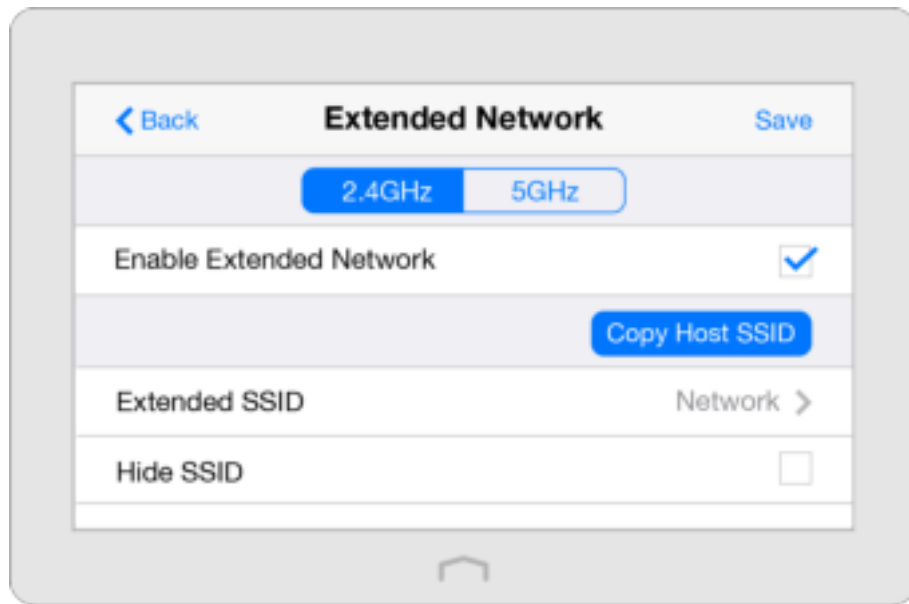 Back Extended Network Save
2.4GHz 5GHz
Enable Extended Network
Copy Host SSID
Extended SSID Network
Hide SSID